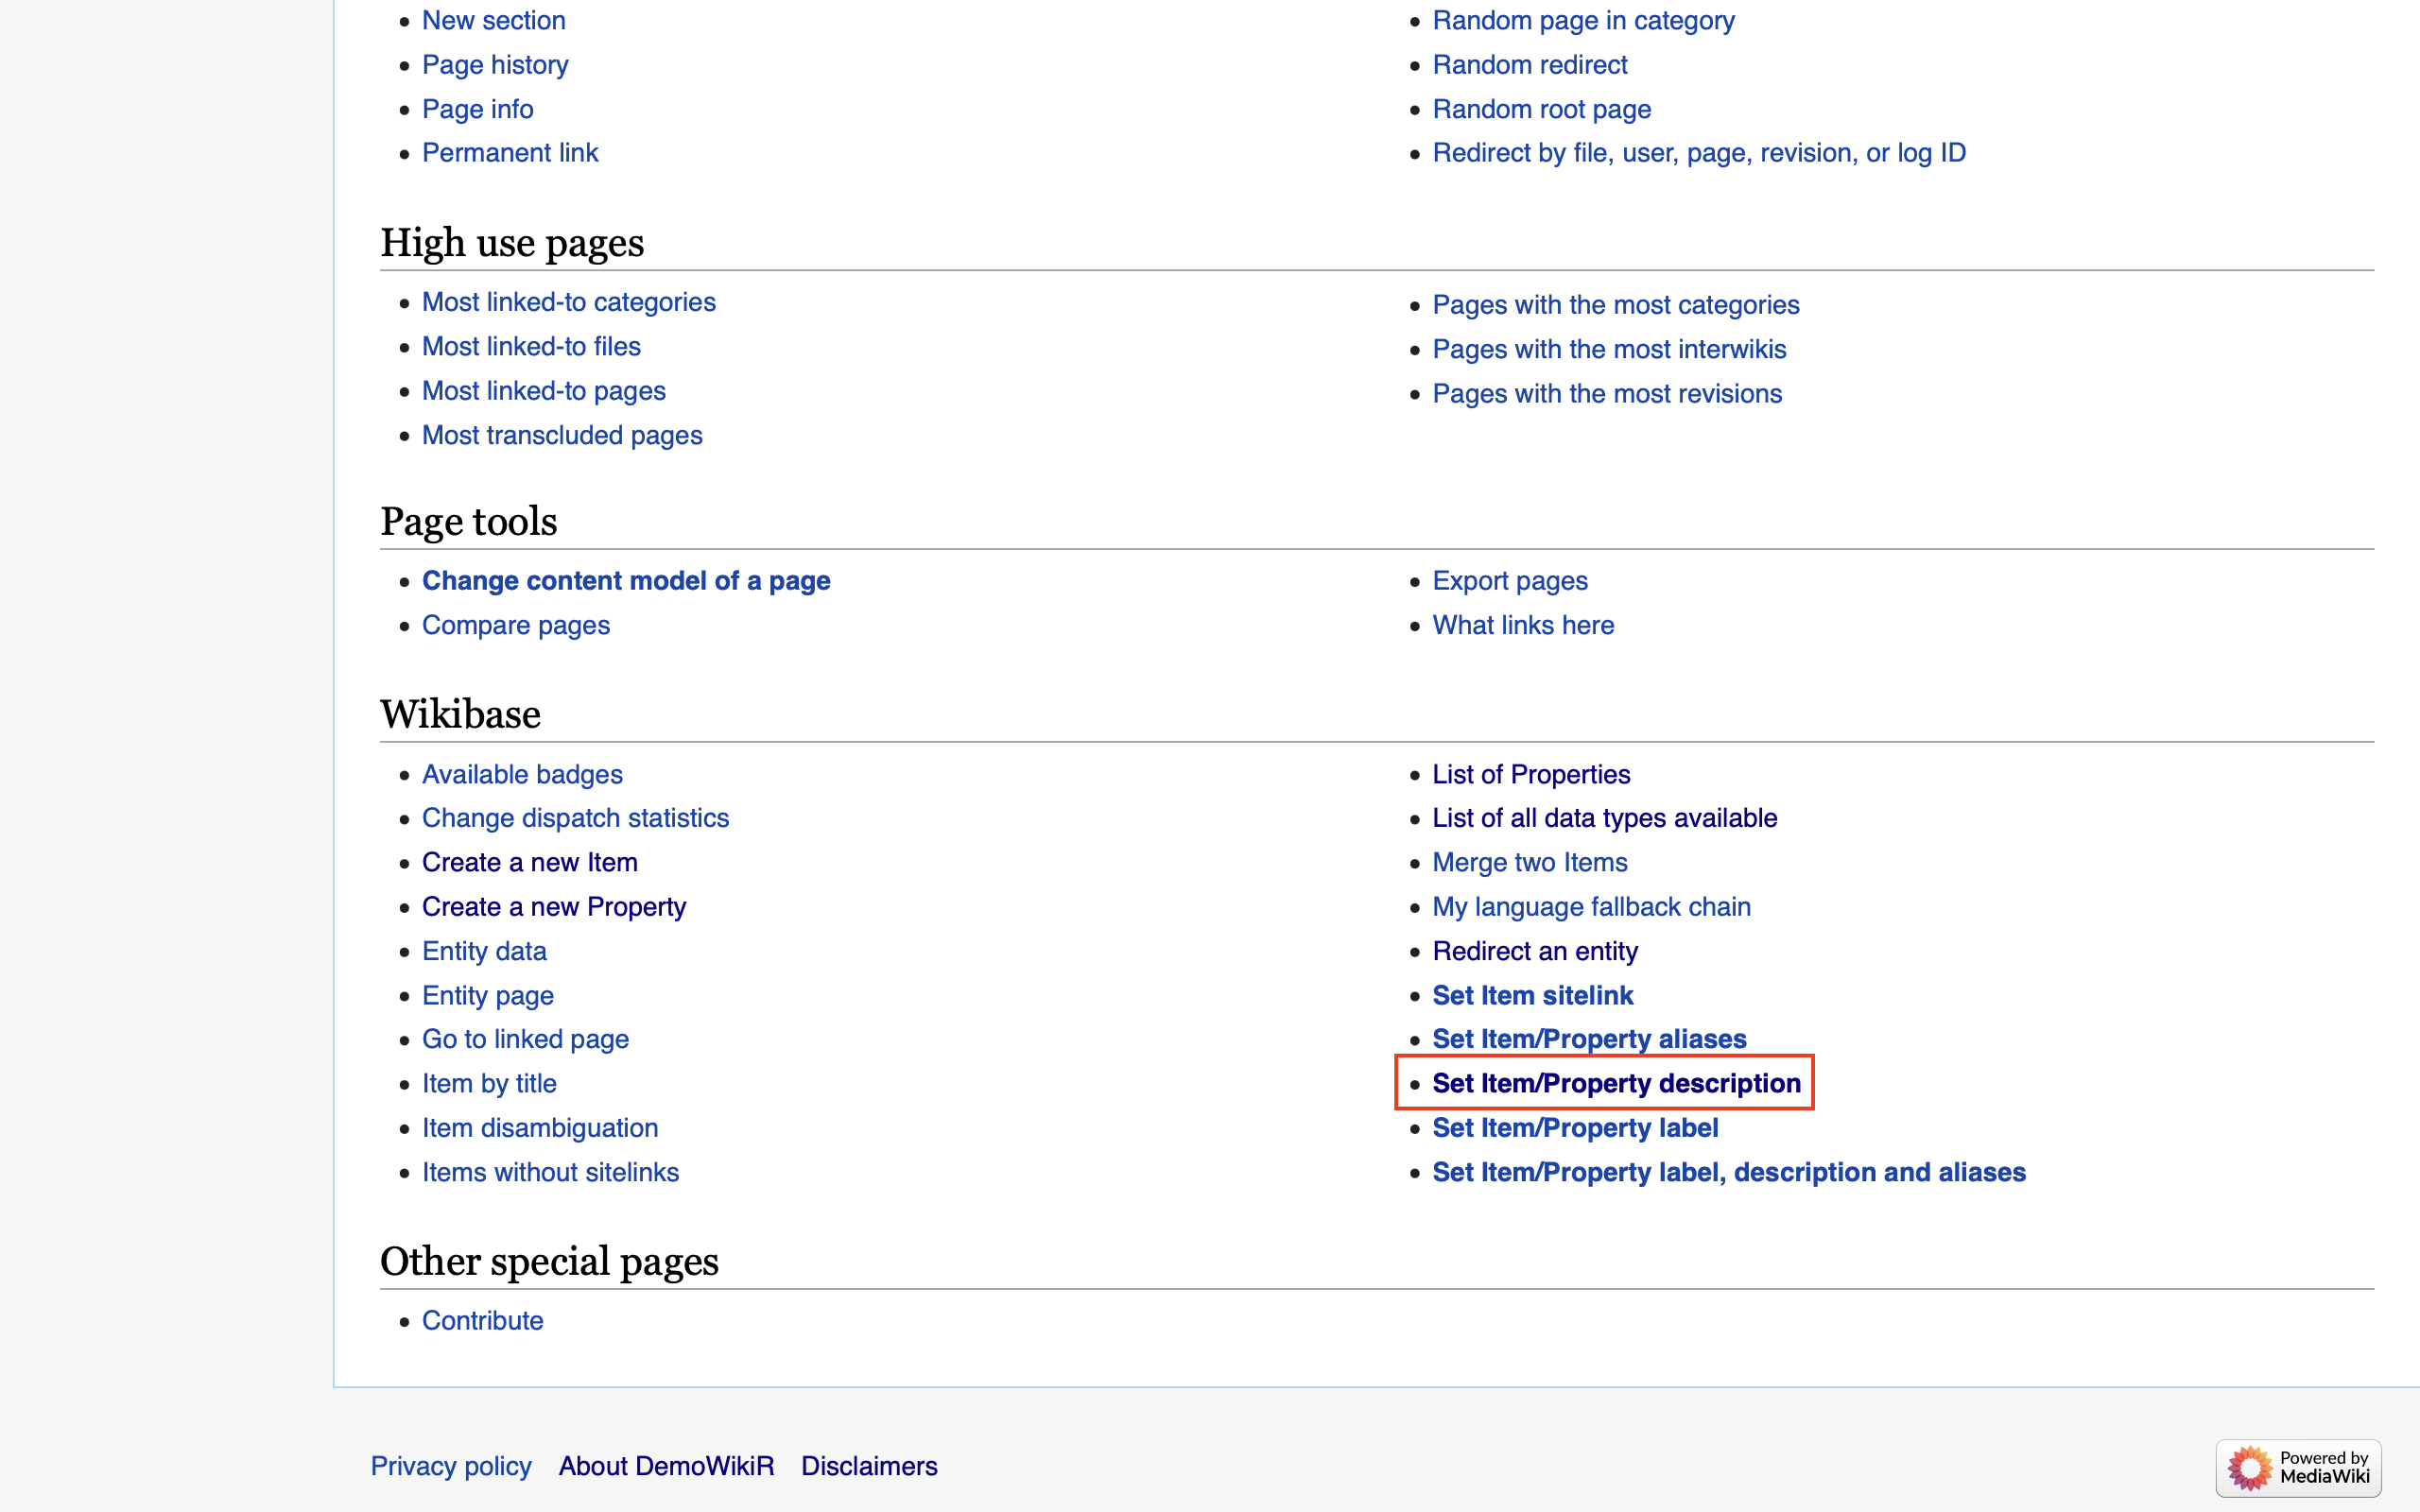 New section
Page history
Page info
Permanent link
Random page in category
Random redirect
Random root page
Redirect by file, user, page, revision, or log ID
High use pages
Most linked-to categories
Most linked-to files
Most linked-to pages
Most transcluded pages
Pages with the most categories
Pages with the most interwikis
Pages with the most revisions
Page tools
Change content model of a page
Compare pages
Export pages
What links here
Wikibase
Available badges
Change dispatch statistics
Create a new Item
Create a new Property
Entity data
Entity page
Go to linked page
Item by title
Item disambiguation
Items without sitelinks
List of Properties
List of all data types available
Merge two Items
My language fallback chain
Redirect an entity
Set Item sitelink
Set Item/Property aliases
Set Item/Property description
Set Item/Property label
Set Item/Property label, description and aliases
Other special pages
Contribute
Privacy policy About DemoWikiR Disclaimers
Powered by
MediaWiki